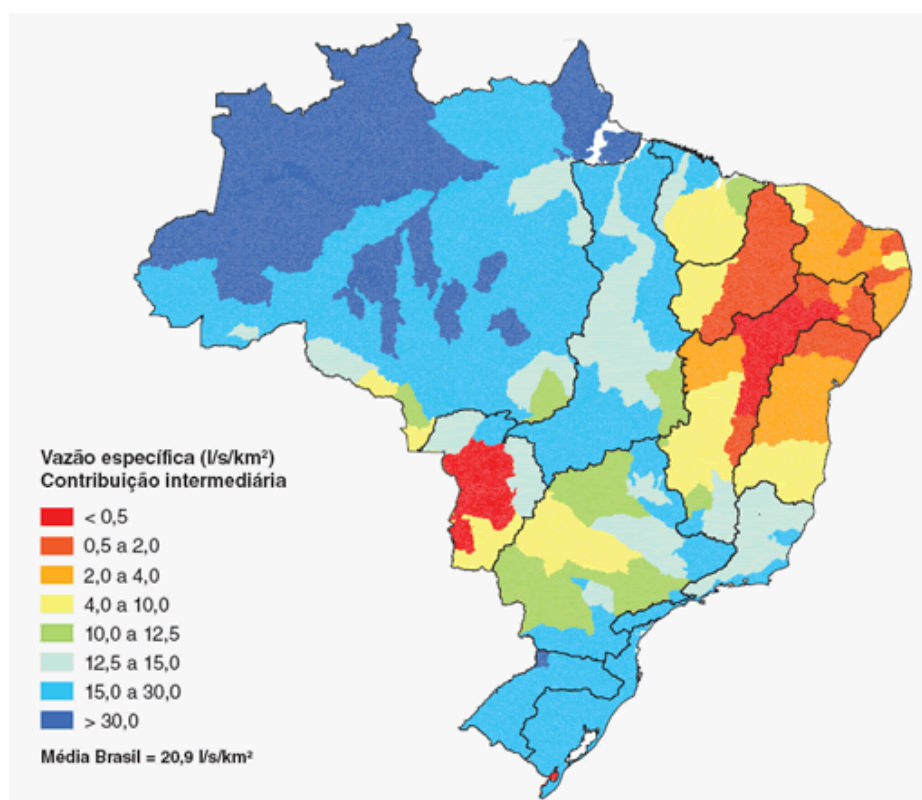 Vazão específica (l/s/km²)
Contribuição intermediária
< 0,5
0,5 a 2,0
2,0 a 4,0
4,0 a 10,0
10,0 a 12,5
12,5 a 15,0
15,0 a 30,0
> 30,0
Média Brasil = 20,9 l/s/km²